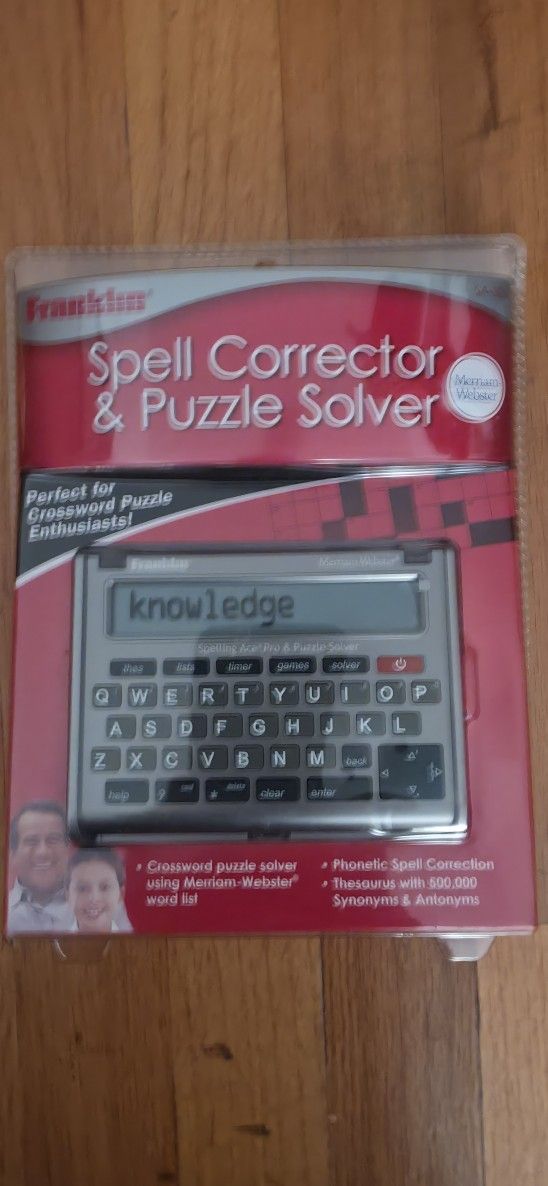 Franklin
Spell Corrector
& Puzzle Solver
Merriam-
Webster
Perfect for
Crossword Puzzle
Enthusiasts!
Franklin Merriam-Webster
knowledge
Spelling Ace® Pro & Puzzle Solver
thes lists timer games solver
Q W E R T Y U I O P
A S D F G H J K L
Z X C V B N M back
help ? * delete clear enter
• Crossword puzzle solver
using Merriam-Webster®
word list
• Phonetic Spell Correction
• Thesaurus with 500,000
Synonyms & Antonyms